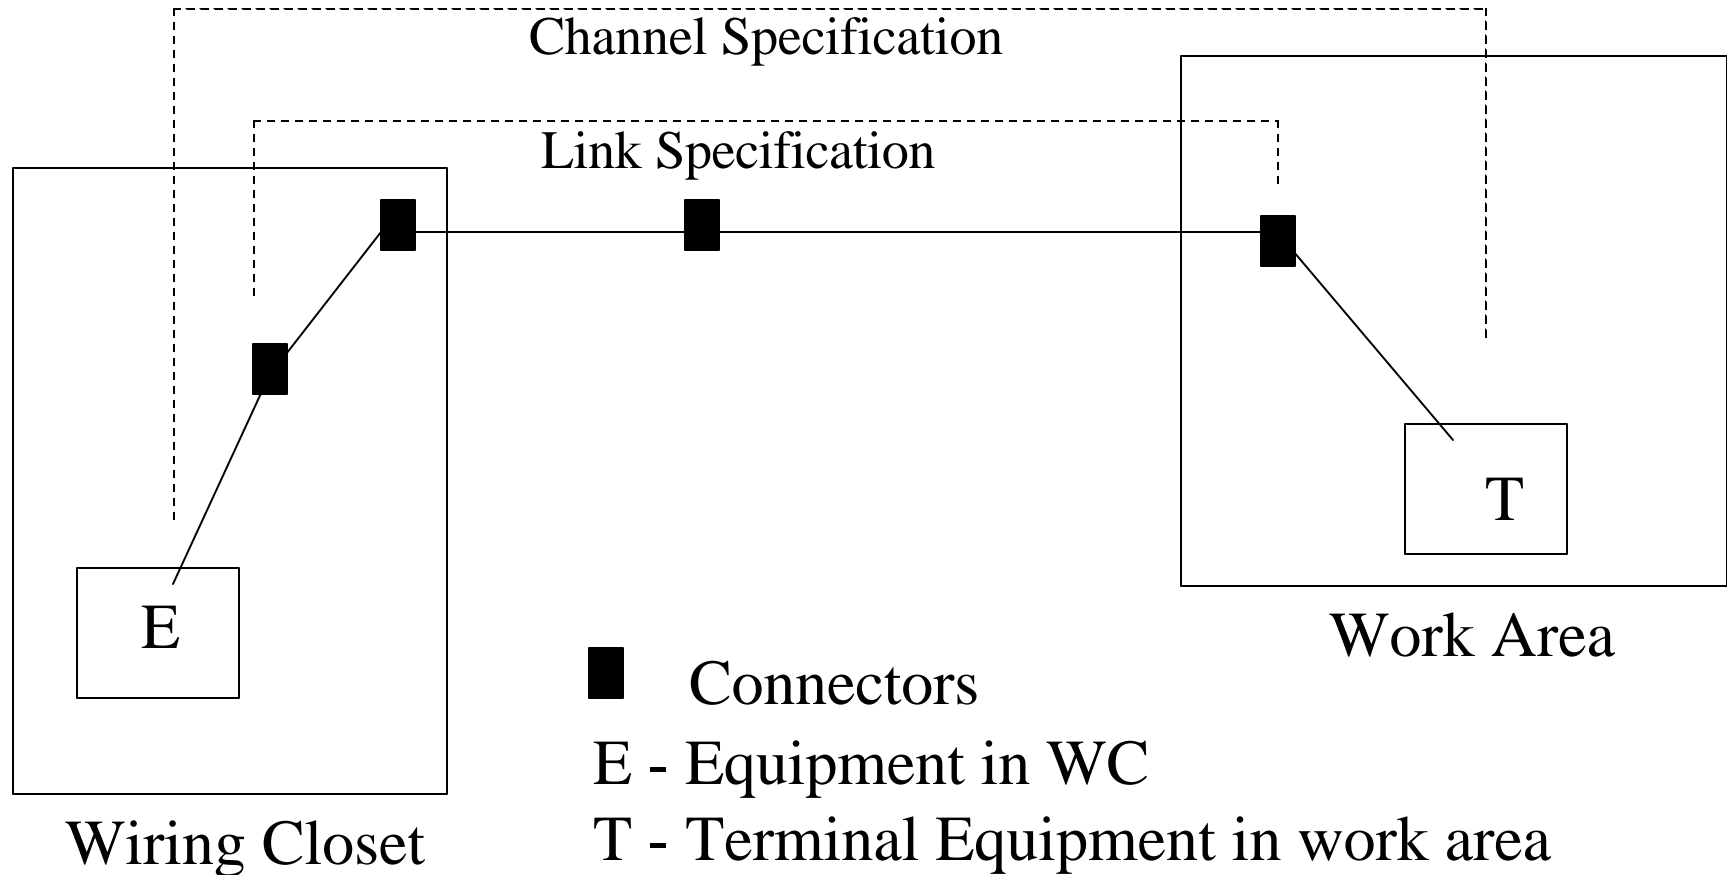 Channel Specification
Link Specification
E
T
Work Area
Connectors
E - Equipment in WC
T - Terminal Equipment in work area
Wiring Closet